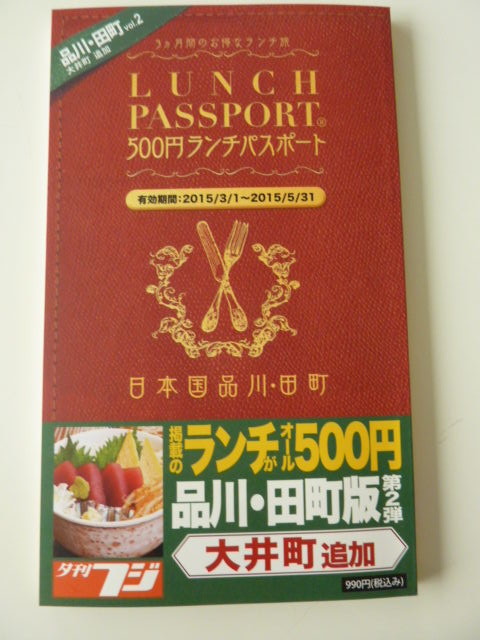 品川・田町 vol.2
大井町 追加
3ヵ月間のお得なランチ旅
LUNCH
PASSPORT®
500円ランチパスポート
有効期間:2015/3/1〜2015/5/31
日本国品川・田町
掲載のランチがオール500円
品川・田町版 第2弾
大井町 追加
夕刊フジ
990円(税込み)